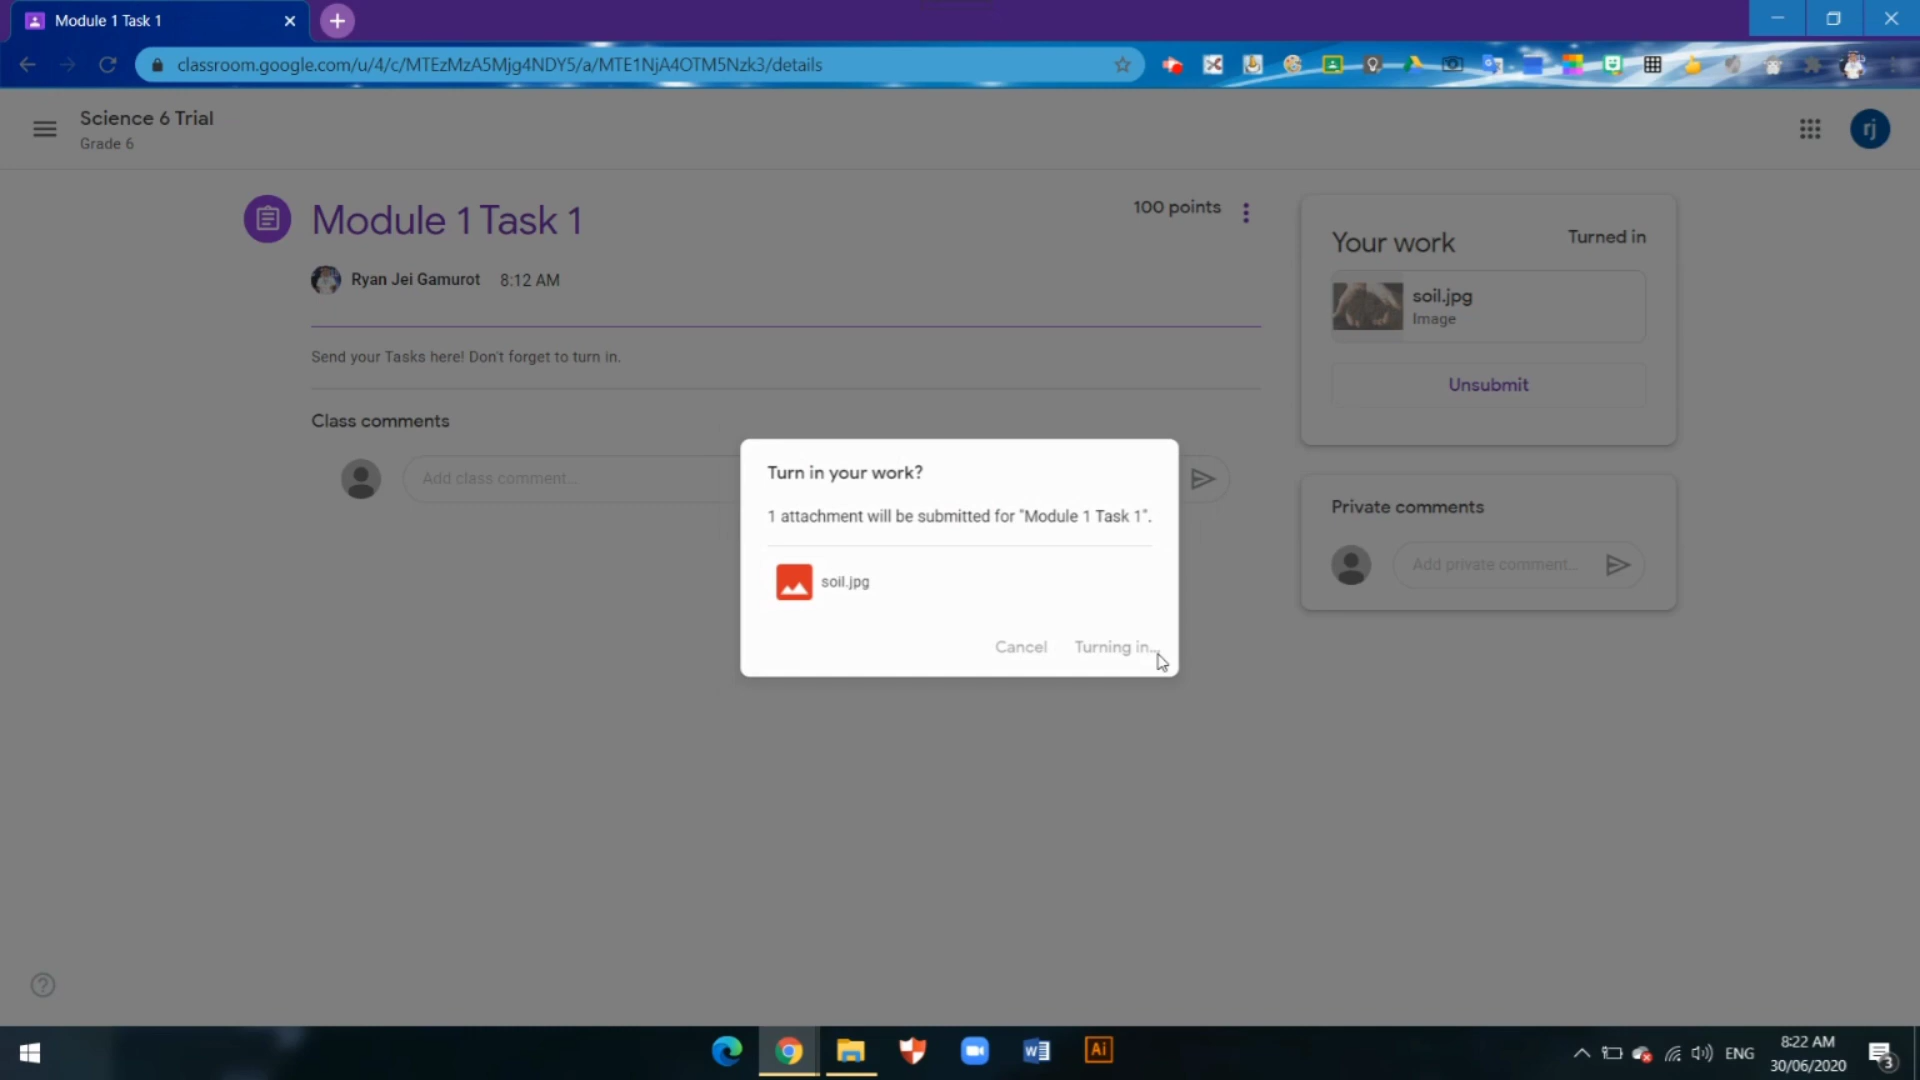 Module 1 Task 1
classroom.google.com/u/4/c/MTEzMzA5Mjg4NDY5/a/MTE1NjA4OTM5Nzk3/details
Science 6 Trial
Grade 6
rj
Module 1 Task 1
100 points
Ryan Jei Gamurot 8:12 AM
Send your Tasks here! Don't forget to turn in.
Class comments
Add class comment...
Your work
Turned in
soil.jpg
Image
Unsubmit
Private comments
Add private comment...
Turn in your work?
1 attachment will be submitted for "Module 1 Task 1".
soil.jpg
Cancel Turning in...
?
W
Ai
ENG
8:22 AM
30/06/2020
3